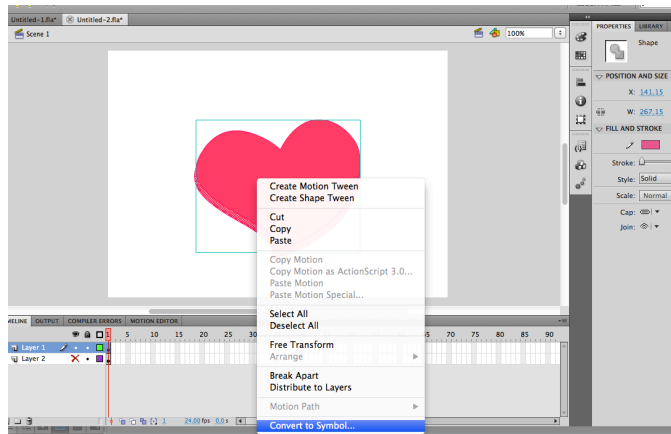 Untitled-1.fla*
Untitled-2.fla*
Scene 1
100%
PROPERTIES
LIBRARY
Shape
POSITION AND SIZE
X: 141.15
W: 267.15
FILL AND STROKE
Stroke:
Style: Solid
Scale: Normal
Cap:
Join:
Create Motion Tween
Create Shape Tween
Cut
Copy
Paste
Copy Motion
Copy Motion as ActionScript 3.0...
Paste Motion
Paste Motion Special...
Select All
Deselect All
Free Transform
Arrange
Break Apart
Distribute to Layers
Motion Path
Convert to Symbol...
OUTPUT
COMPILER ERRORS
MOTION EDITOR
1 5 10 15 20 25 30 70 75 80 85 90
Layer 1
Layer 2
1 24.00 fps 0.0 s